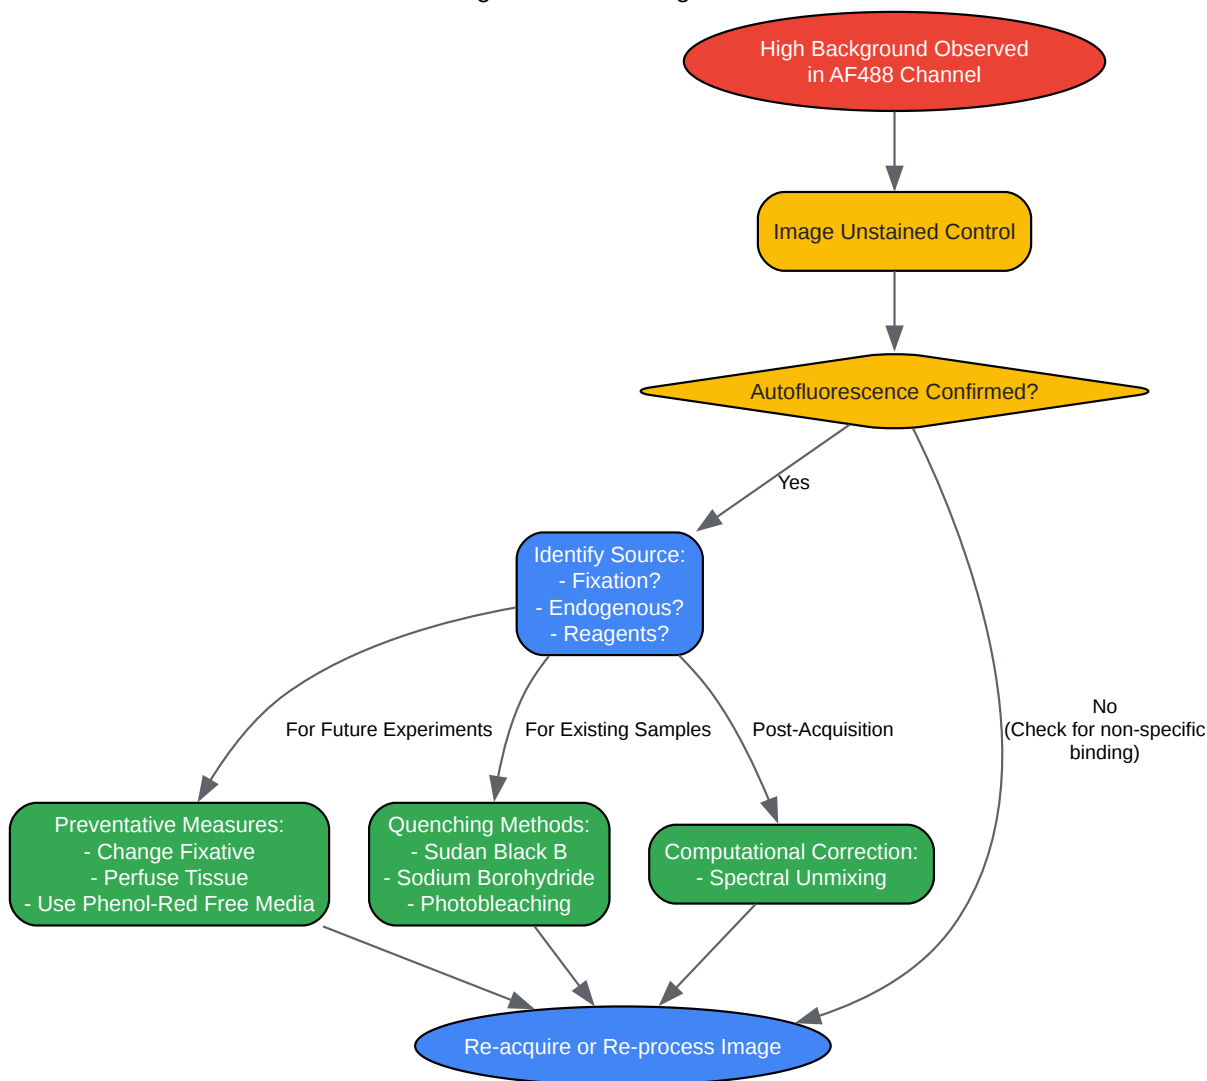 High Background Observed
in AF488 Channel
Image Unstained Control
Autofluorescence Confirmed?
Yes
Identify Source:
- Fixation?
- Endogenous?
- Reagents?
No
(Check for non-specific
binding)
For Future Experiments
For Existing Samples
Post-Acquisition
Preventative Measures:
- Change Fixative
- Perfuse Tissue
- Use Phenol-Red Free Media
Quenching Methods:
- Sudan Black B
- Sodium Borohydride
- Photobleaching
Computational Correction:
- Spectral Unmixing
Re-acquire or Re-process Image